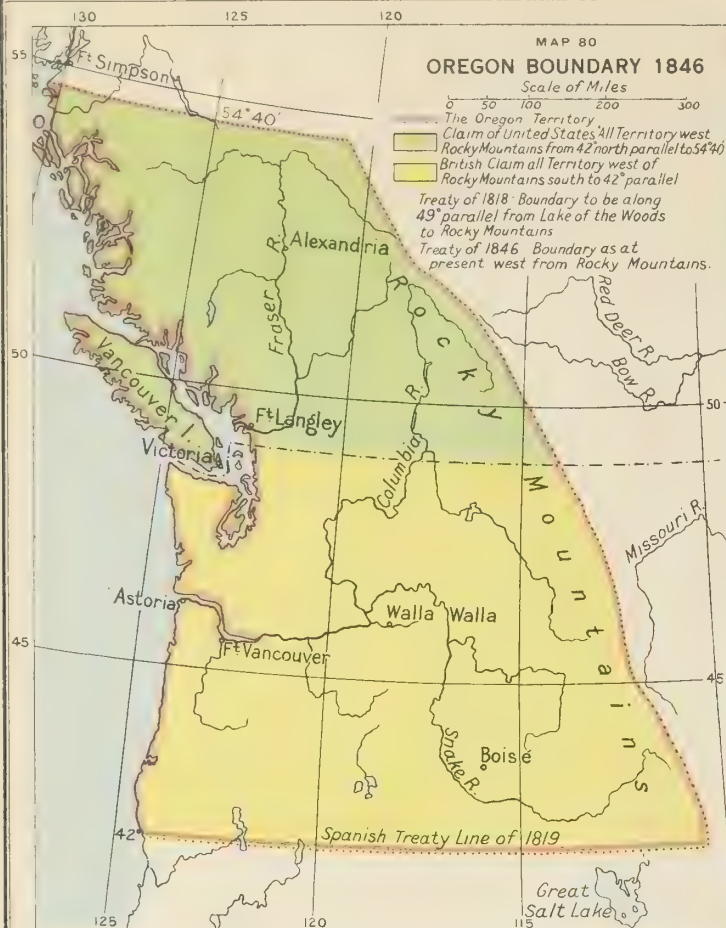 130 125 120
MAP 80
OREGON BOUNDARY 1846
Scale of Miles
0 50 100 200 300
The Oregon Territory
Claim of United States "All Territory west
Rocky Mountains from 42° north parallel to 54°40'
British Claim all Territory west of
Rocky Mountains south to 42° parallel
Treaty of 1818 Boundary to be along
49° parallel from Lake of the Woods
to Rocky Mountains
Treaty of 1846 Boundary as at
present west from Rocky Mountains.
55
Ft Simpson
54°40'
Alexandria
Fraser R.
Rocky Mountains
Red Deer R.
Bow R.
50
50
Vancouver I.
Ft Langley
Victoria
Columbia R.
Missouri R.
Astoria
Walla Walla
45
Ft Vancouver
45
Snake R.
Boisé
42°
Spanish Treaty Line of 1819
Great
Salt Lake
125 120 115